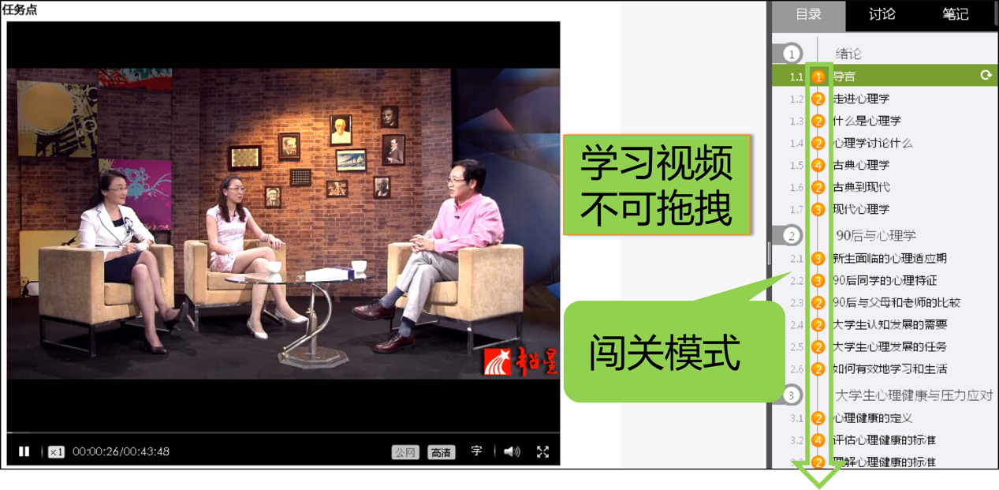 任务点
目录
讨论
笔记
1 绪论
1.1 1 导言
1.2 2 走进心理学
1.3 2 什么是心理学
1.4 2 心理学讨论什么
1.5 4 古典心理学
1.6 2 古典到现代
1.7 3 现代心理学
2 90后与心理学
2.1 3 新生面临的心理适应期
2.2 3 90后同学的心理特征
2.3 2 90后与父母和老师的比较
2.4 2 大学生认知发展的需要
2.5 2 大学生心理发展的任务
2.6 2 如何有效地学习和生活
3 大学生心理健康与压力应对
3.1 2 心理健康的定义
3.2 4 评估心理健康的标准
2 理解心理健康的标准
学习视频
不可拖拽
闯关模式
超星
×1 00:00:26/00:43:48
公网
高清
字